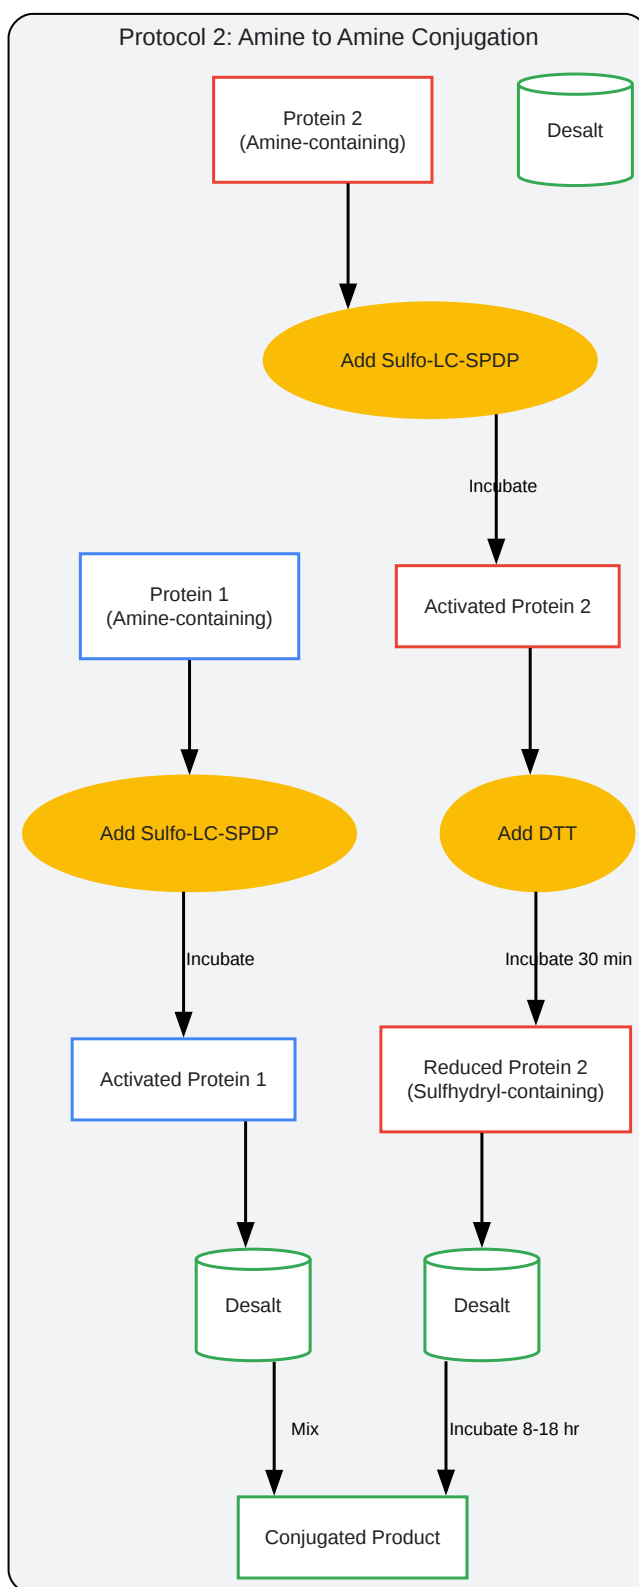 Protocol 2: Amine to Amine Conjugation
Protein 2
(Amine-containing)
Desalt
Add Sulfo-LC-SPDP
Incubate
Protein 1
(Amine-containing)
Activated Protein 2
Add Sulfo-LC-SPDP
Add DTT
Incubate
Incubate 30 min
Activated Protein 1
Reduced Protein 2
(Sulfhydryl-containing)
Desalt
Desalt
Mix
Incubate 8-18 hr
Conjugated Product